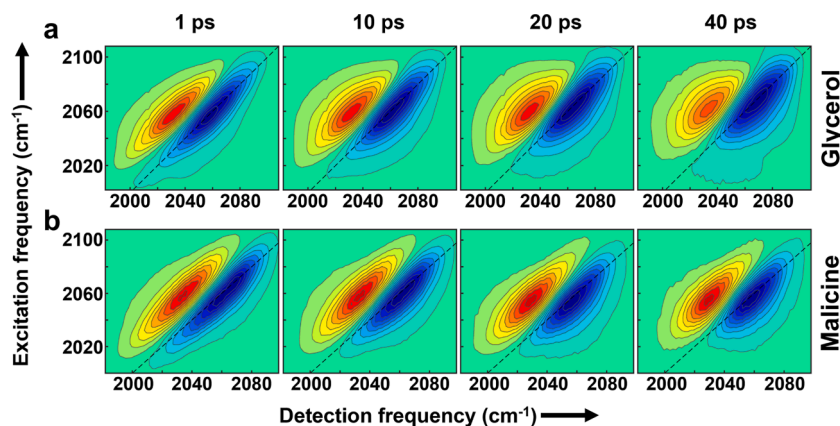 1 ps 10 ps 20 ps 40 ps
a
2100
2060
2020
2000 2040 2080 2000 2040 2080 2000 2040 2080 2000 2040 2080
Glycerol
b
2100
2060
2020
2000 2040 2080 2000 2040 2080 2000 2040 2080 2000 2040 2080
Malicine
Excitation frequency (cm⁻¹)
Detection frequency (cm⁻¹)